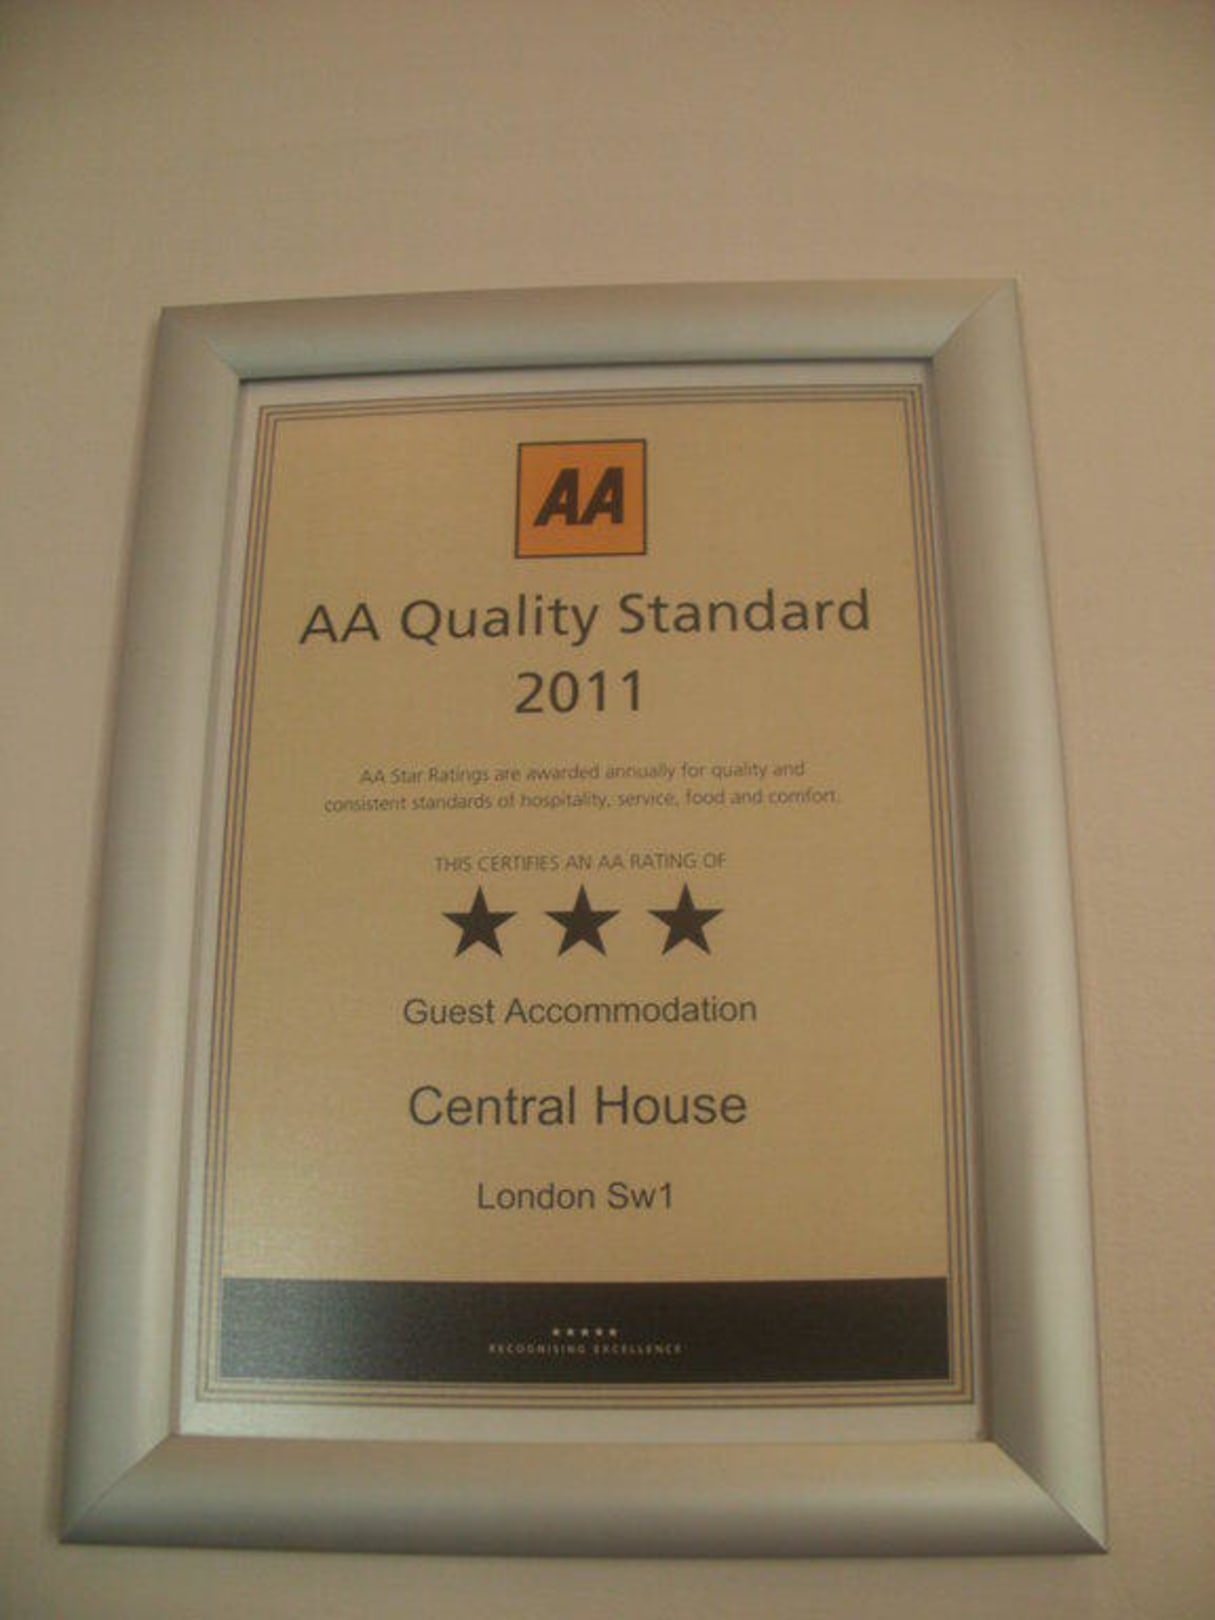 AA
AA Quality Standard
2011
AA Star Ratings are awarded annually for quality and
consistent standards of hospitality, service, food and comfort.
THIS CERTIFIES AN AA RATING OF
★ ★ ★
Guest Accommodation
Central House
London Sw1
★★★★★
RECOGNISING EXCELLENCE